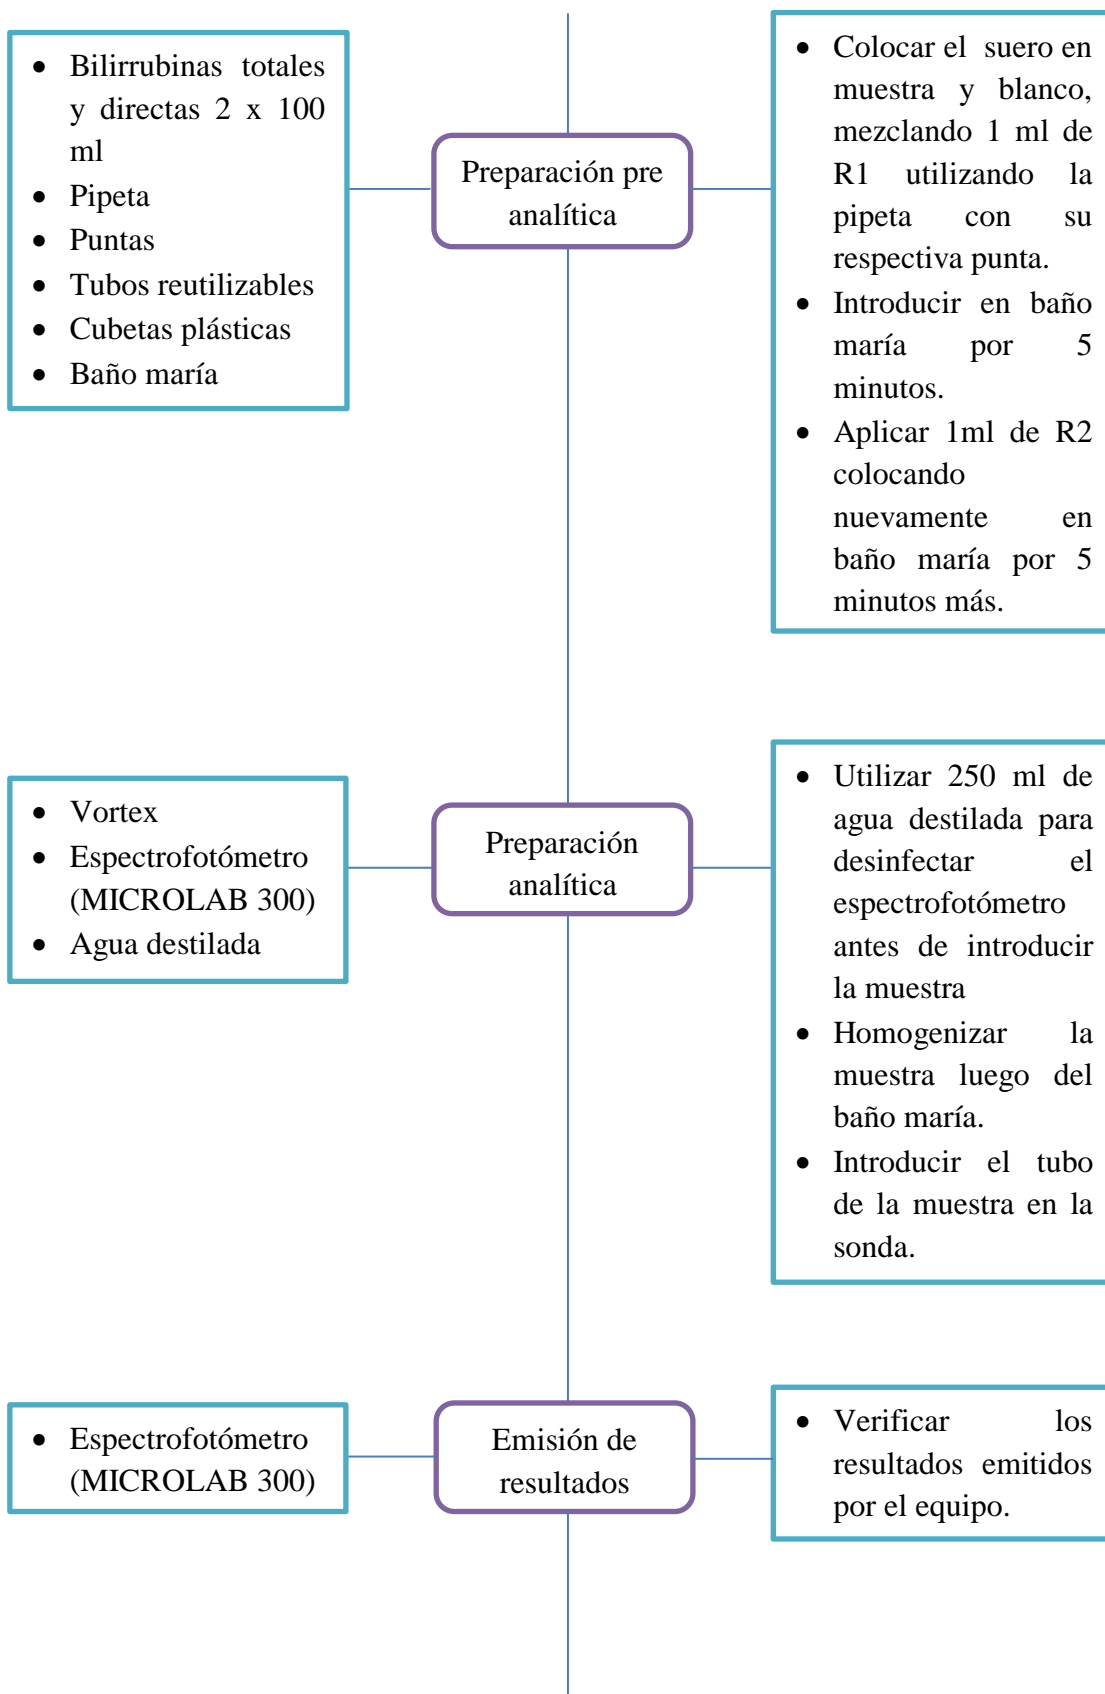 • Bilirrubinas totales
y directas 2 x 100
ml
• Pipeta
• Puntas
• Tubos reutilizables
• Cubetas plásticas
• Baño maría
Preparación pre
analítica
• Colocar el suero en
muestra y blanco,
mezclando 1 ml de
R1 utilizando la
pipeta con su
respectiva punta.
• Introducir en baño
maría por 5
minutos.
• Aplicar 1ml de R2
colocando
nuevamente en
baño maría por 5
minutos más.
• Vortex
• Espectrofotómetro
(MICROLAB 300)
• Agua destilada
Preparación
analítica
• Utilizar 250 ml de
agua destilada para
desinfectar el
espectrofotómetro
antes de introducir
la muestra
• Homogenizar la
muestra luego del
baño maría.
• Introducir el tubo
de la muestra en la
sonda.
• Espectrofotómetro
(MICROLAB 300)
Emisión de
resultados
• Verificar los
resultados emitidos
por el equipo.